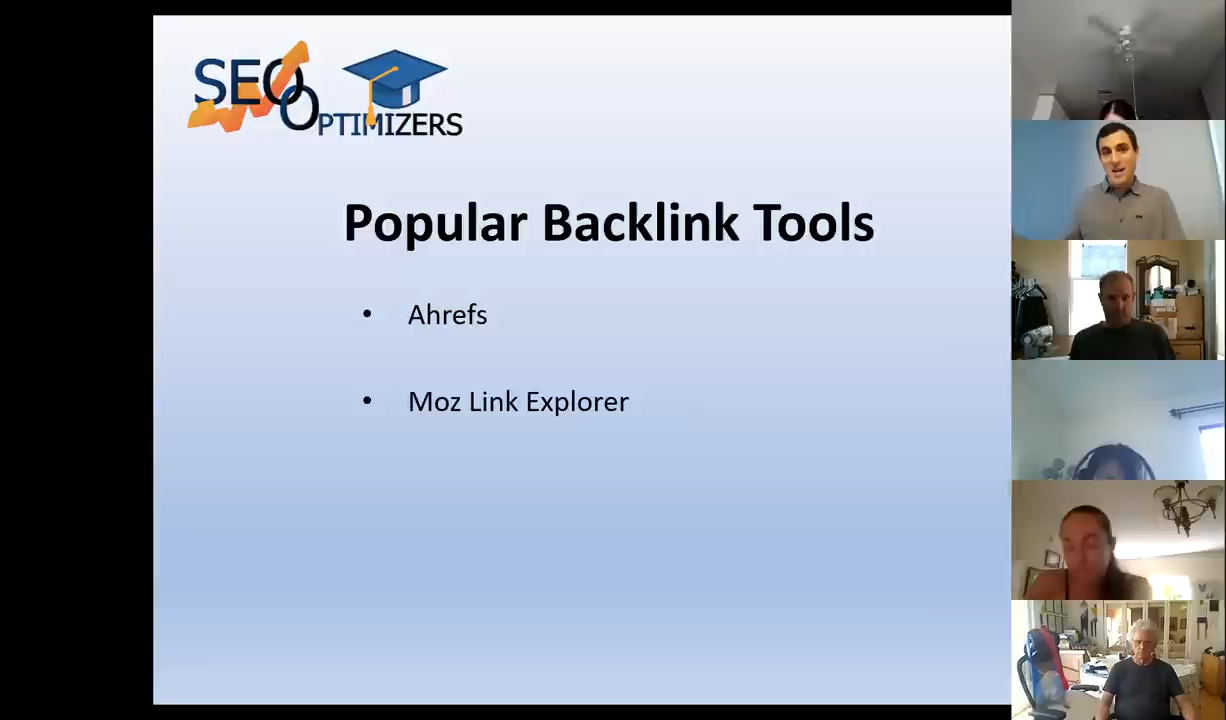 SEO
OPTIMIZERS
Popular Backlink Tools
• Ahrefs
• Moz Link Explorer